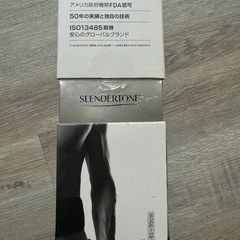 アメリカ政府機関FDA認可
50年の実績と独自の技術
ISO13485取得
安心のグローバルブランド
SLENDERTONE
61~95cm